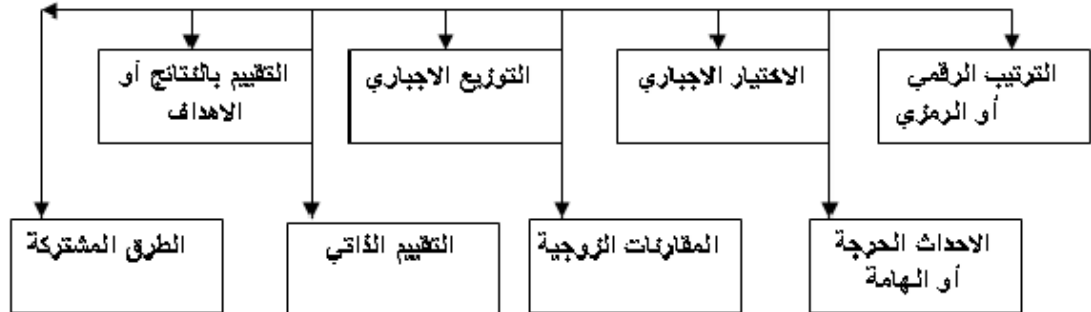 الترتيب الرقمي
أو الرمزي
الاختيار الاجباري
التوزيع الاجباري
التقييم بالنتائج أو
الاهداف
الاحداث الحرجة
أو الهامة
المقارنات الزوجية
التقييم الذاتي
الطرق المشتركة